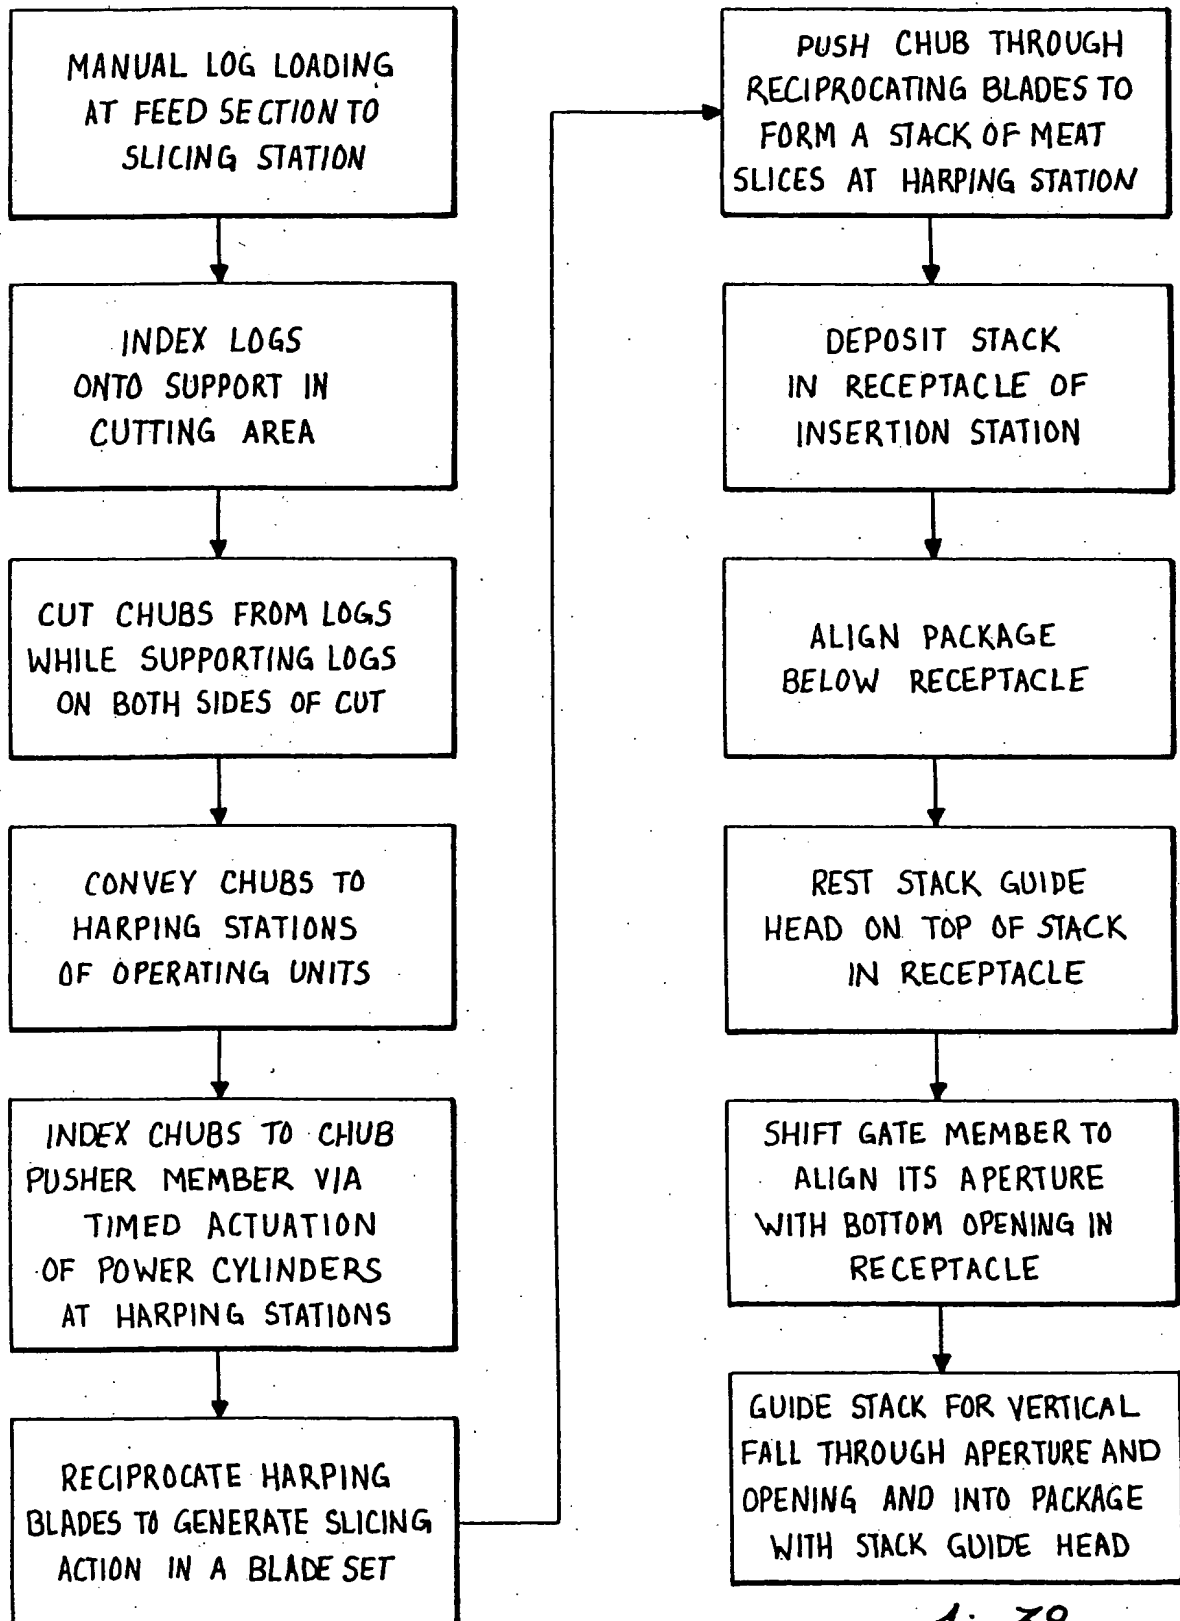 MANUAL LOG LOADING
AT FEED SECTION TO
SLICING STATION
INDEX LOGS
ONTO SUPPORT IN
CUTTING AREA
CUT CHUBS FROM LOGS
WHILE SUPPORTING LOGS
ON BOTH SIDES OF CUT
CONVEY CHUBS TO
HARPING STATIONS
OF OPERATING UNITS
INDEX CHUBS TO CHUB
PUSHER MEMBER VIA
TIMED ACTUATION
OF POWER CYLINDERS
AT HARPING STATIONS
RECIPROCATE HARPING
BLADES TO GENERATE SLICING
ACTION IN A BLADE SET
PUSH CHUB THROUGH
RECIPROCATING BLADES TO
FORM A STACK OF MEAT
SLICES AT HARPING STATION
DEPOSIT STACK
IN RECEPTACLE OF
INSERTION STATION
ALIGN PACKAGE
BELOW RECEPTACLE
REST STACK GUIDE
HEAD ON TOP OF STACK
IN RECEPTACLE
SHIFT GATE MEMBER TO
ALIGN ITS APERTURE
WITH BOTTOM OPENING IN
RECEPTACLE
GUIDE STACK FOR VERTICAL
FALL THROUGH APERTURE AND
OPENING AND INTO PACKAGE
WITH STACK GUIDE HEAD